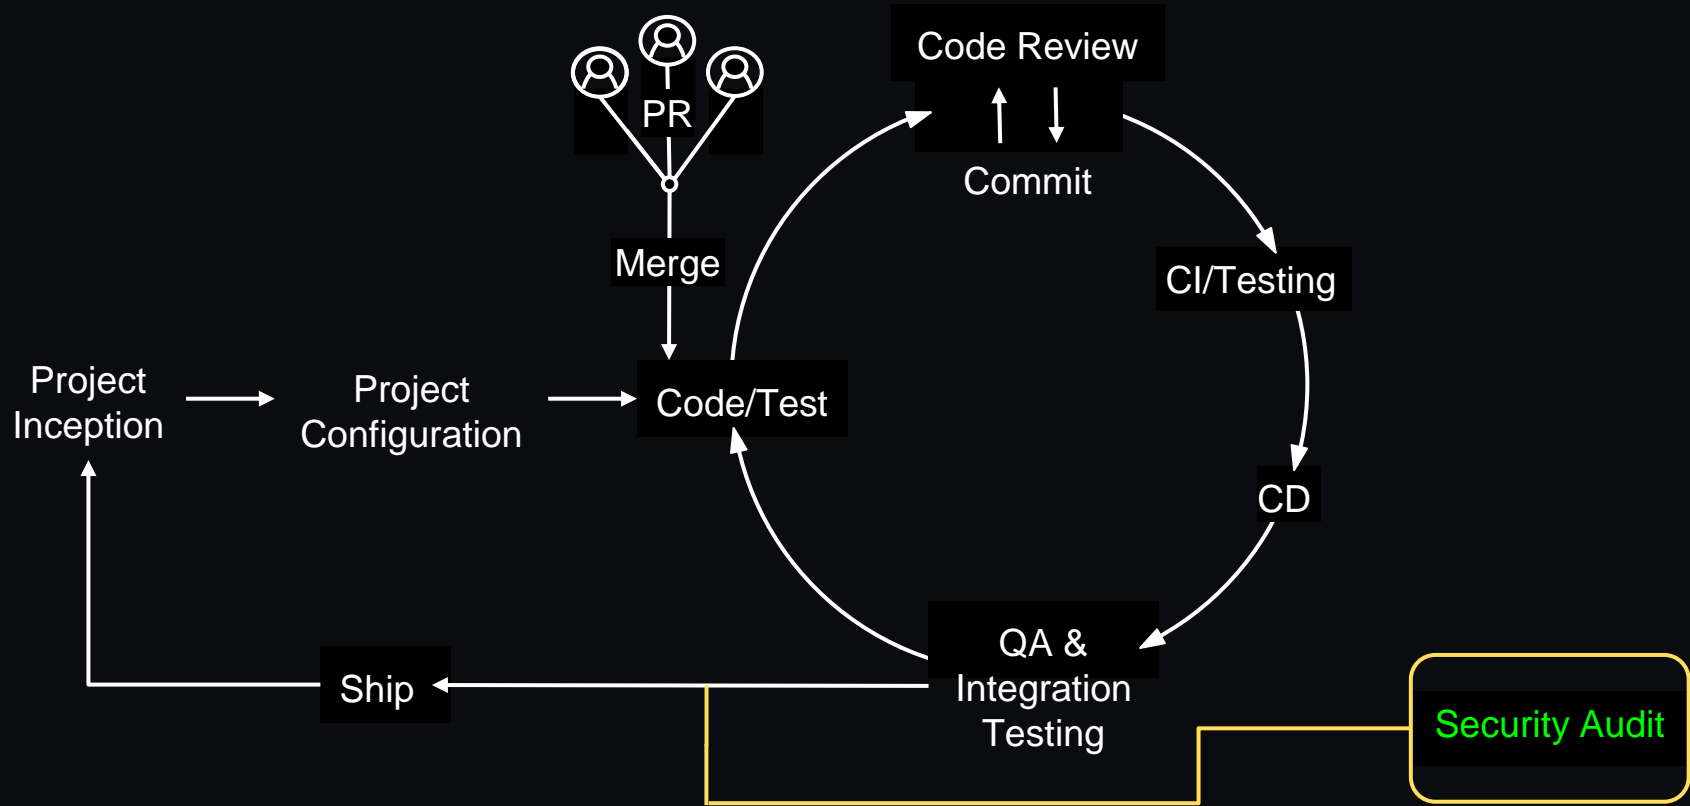 Code Review
PR
Commit
Merge
CI/Testing
Project
Inception
Project
Configuration
Code/Test
CD
QA &
Integration
Testing
Ship
Security Audit